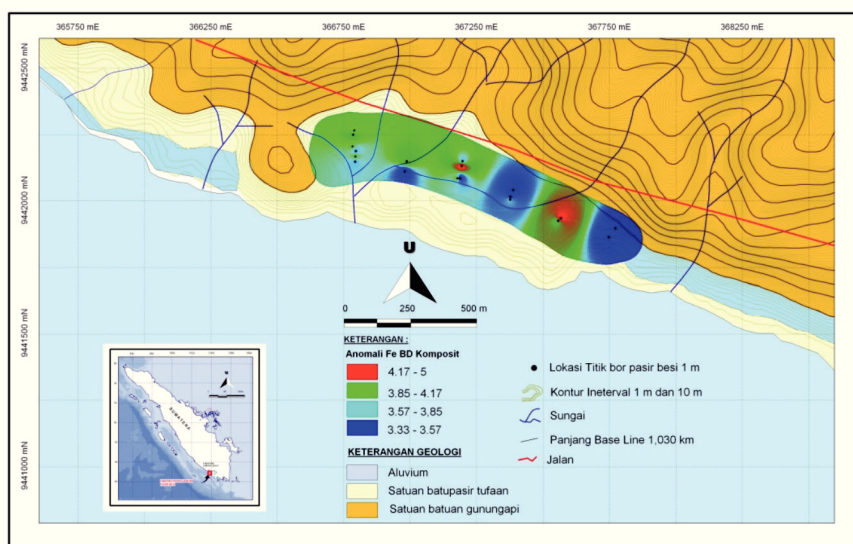 365750 mE 366250 mE 366750 mE 367250 mE 367750 mE 368250 mE
9442500 mN
9442000 mN
9441500 mN
9441000 mN
U
0 250 500 m
KETERANGAN :
Anomali Fe BD Komposit
4.17 - 5
3.85 - 4.17
3.57 - 3,85
3.33 - 3.57
KETERANGAN GEOLOGI
Aluvium
Satuan batupasir tufaan
Satuan batuan gunungapi
Lokasi Titik bor pasir besi 1 m
Kontur Ineterval 1 m dan 10 m
Sungai
Panjang Base Line 1,030 km
Jalan
SUMATERA